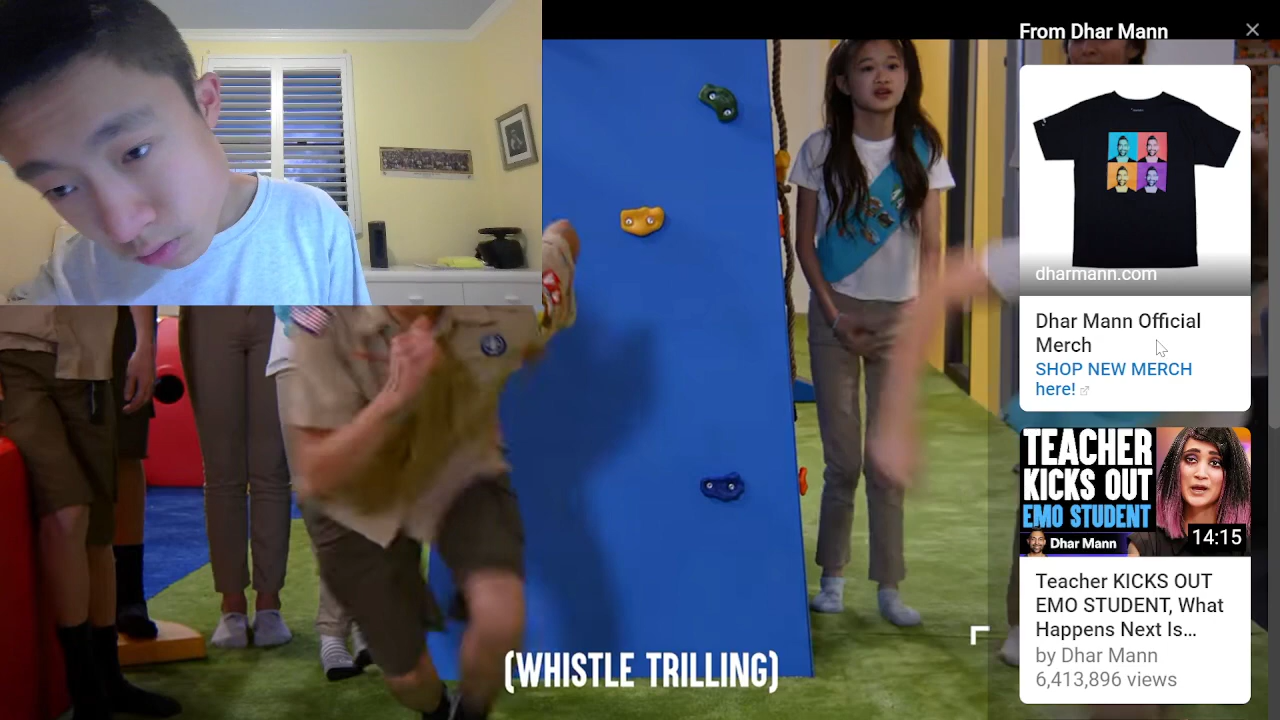 From Dhar Mann
dharmann.com
Dhar Mann Official
Merch
SHOP NEW MERCH
here!
TEACHER
KICKS OUT
EMO STUDENT
Dhar Mann
14:15
Teacher KICKS OUT
EMO STUDENT, What
Happens Next Is...
by Dhar Mann
6,413,896 views
(WHISTLE TRILLING)